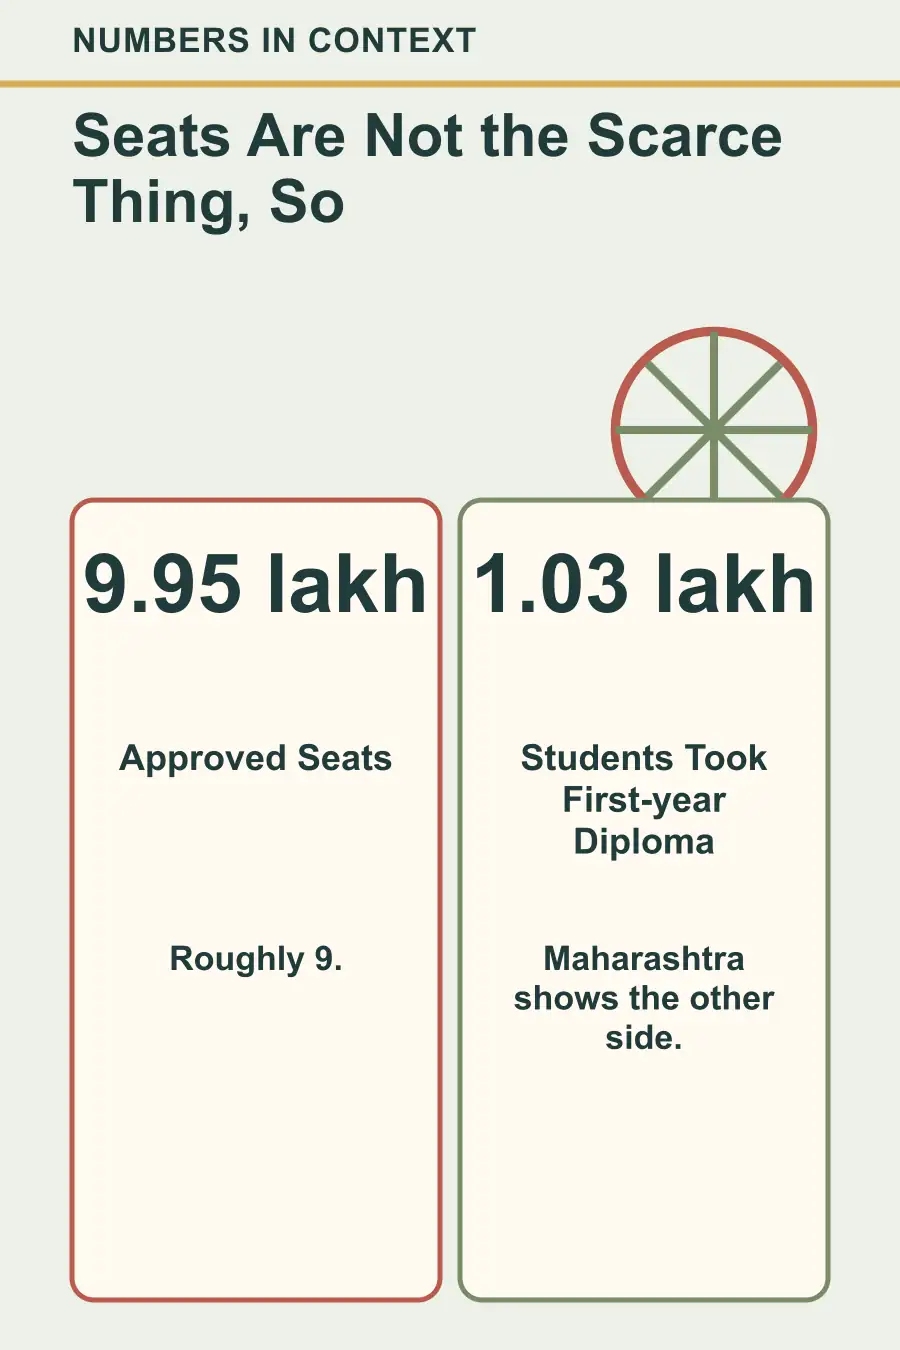 NUMBERS IN CONTEXT
Seats Are Not the Scarce
Thing, So
9.95 lakh
Approved Seats
Roughly 9.
1.03 lakh
Students Took
First-year
Diploma
Maharashtra
shows the other
side.